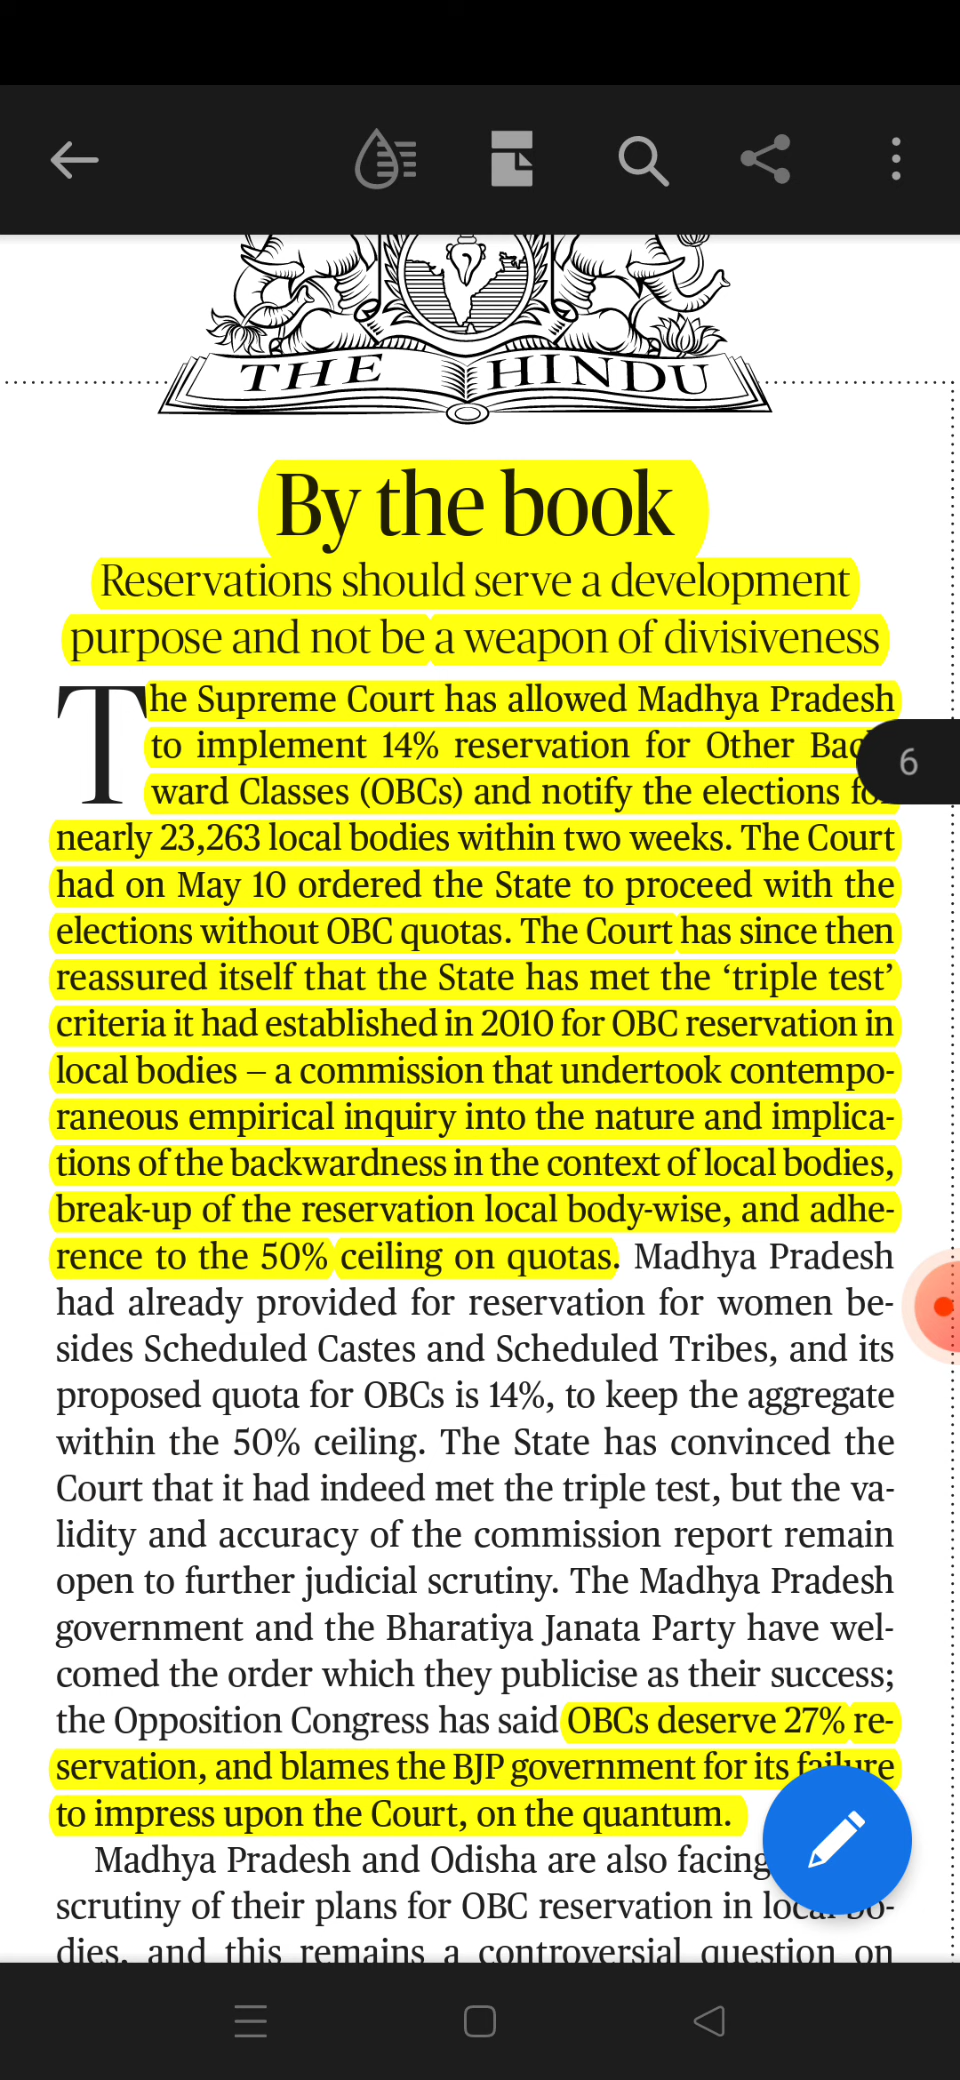 THE HINDU
By the book
Reservations should serve a development
purpose and not be a weapon of divisiveness
The Supreme Court has allowed Madhya Pradesh
to implement 14% reservation for Other Back-
ward Classes (OBCs) and notify the elections for
6
nearly 23,263 local bodies within two weeks. The Court
had on May 10 ordered the State to proceed with the
elections without OBC quotas. The Court has since then
reassured itself that the State has met the ‘triple test’
criteria it had established in 2010 for OBC reservation in
local bodies – a commission that undertook contempo-
raneous empirical inquiry into the nature and implica-
tions of the backwardness in the context of local bodies,
break-up of the reservation local body-wise, and adhe-
rence to the 50% ceiling on quotas. Madhya Pradesh
had already provided for reservation for women be-
sides Scheduled Castes and Scheduled Tribes, and its
proposed quota for OBCs is 14%, to keep the aggregate
within the 50% ceiling. The State has convinced the
Court that it had indeed met the triple test, but the va-
lidity and accuracy of the commission report remain
open to further judicial scrutiny. The Madhya Pradesh
government and the Bharatiya Janata Party have wel-
comed the order which they publicise as their success;
the Opposition Congress has said OBCs deserve 27% re-
servation, and blames the BJP government for its failure
to impress upon the Court, on the quantum.
Madhya Pradesh and Odisha are also facing
scrutiny of their plans for OBC reservation in local bo-
dies, and this remains a controversial question on